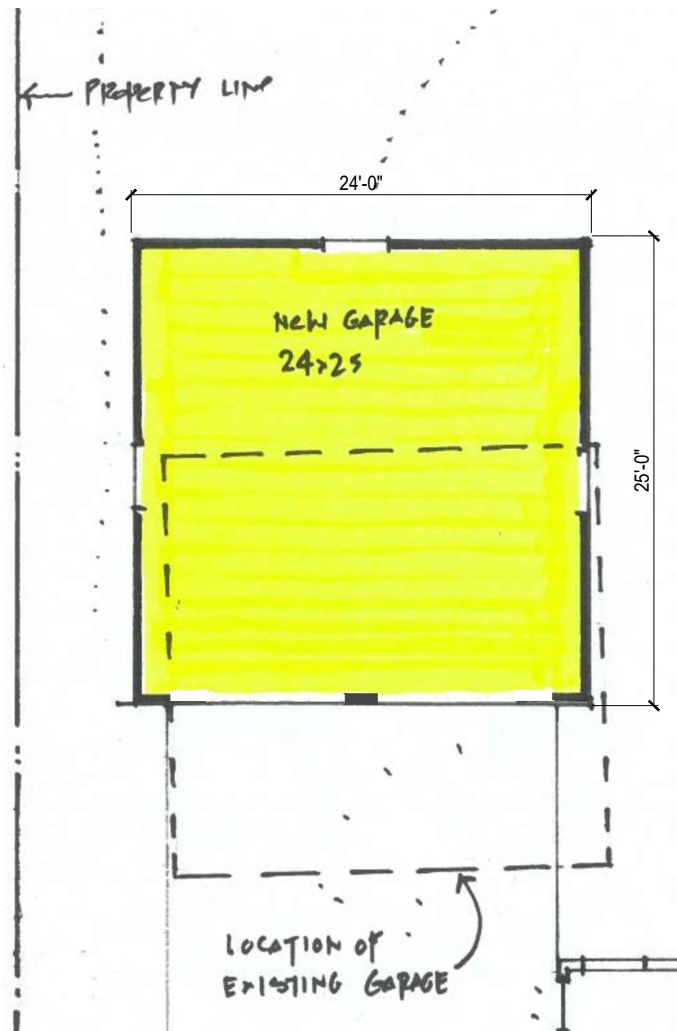 PROPERTY LINE
24'-0"
NEW GARAGE
24x25
25'-0"
LOCATION OF
EXISTING GARAGE